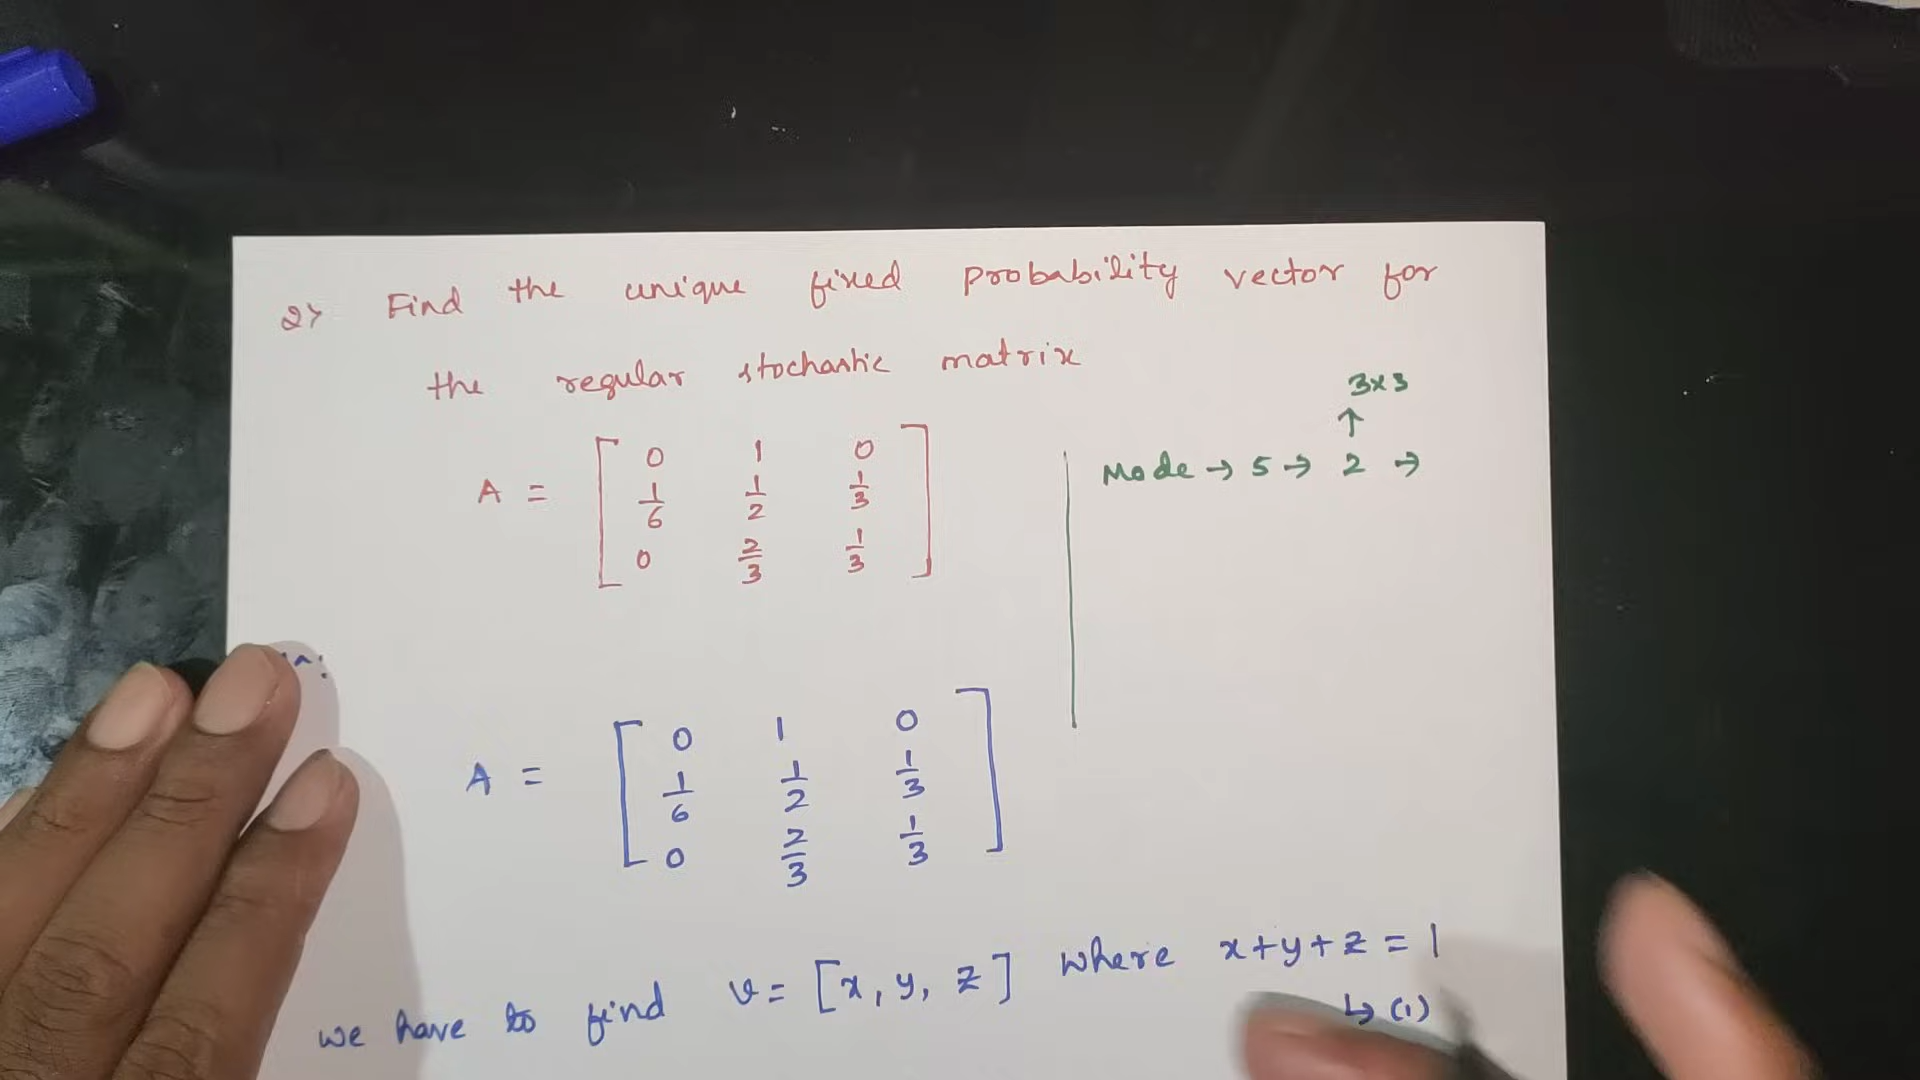 2> Find the unique fixed probability vector for
the regular stochastic matrix
3x3
↑
Mode → 5 → 2 →
A = [ 0 1 0
1/6 1/2 1/3
0 2/3 1/3 ]
A = [ 0 1 0
1/6 1/2 1/3
0 2/3 1/3 ]
we have to find v = [x, y, z] where x+y+z = 1
↳ (1)